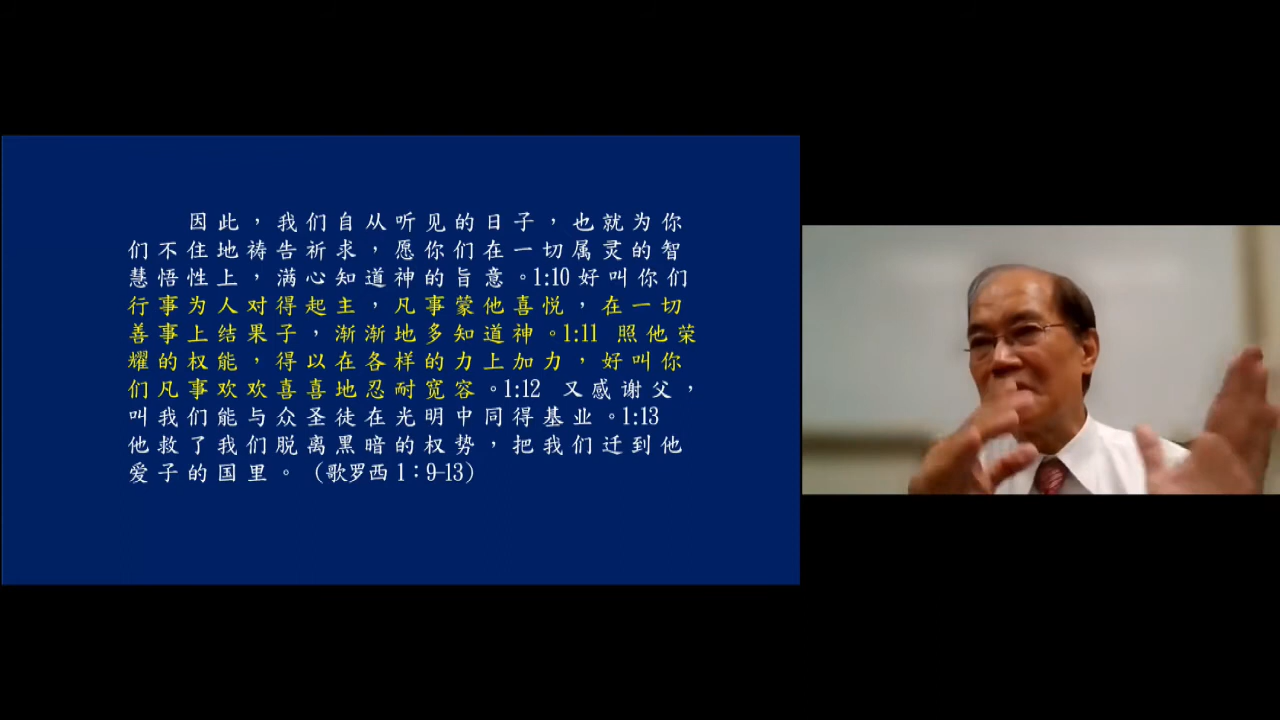 因此，我们自从听见的日子，也就为你
们不住地祷告祈求，愿你们在一切属灵的智
慧悟性上，满心知道神的旨意。1:10 好叫你们
行事为人对得起主，凡事蒙他喜悦，在一切
善事上结果子，渐渐地多知道神。1:11 照他荣
耀的权能，得以在各样的力上加力，好叫你
们凡事欢欢喜喜地忍耐宽容。1:12 又感谢父，
叫我们能与众圣徒在光明中同得基业。1:13
他救了我们脱离黑暗的权势，把我们迁到他
爱子的国里。（歌罗西 1：9-13）